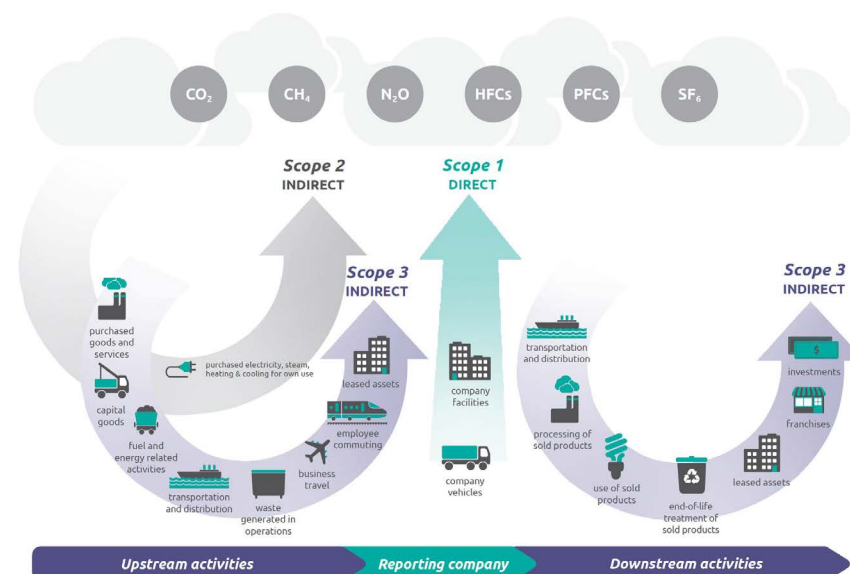 CO₂
CH₄
N₂O
HFCs
PFCs
SF₆
Scope 2
INDIRECT
Scope 1
DIRECT
Scope 3
INDIRECT
Scope 3
INDIRECT
purchased
goods and
services
capital
goods
fuel and
energy related
activities
transportation
and distribution
waste
generated in
operations
business
travel
employee
commuting
leased assets
purchased electricity, steam,
heating & cooling for own use
company
facilities
company
vehicles
transportation
and distribution
processing of
sold products
use of sold
products
end-of-life
treatment of
sold products
leased assets
franchises
investments
$
Upstream activities
Reporting company
Downstream activities